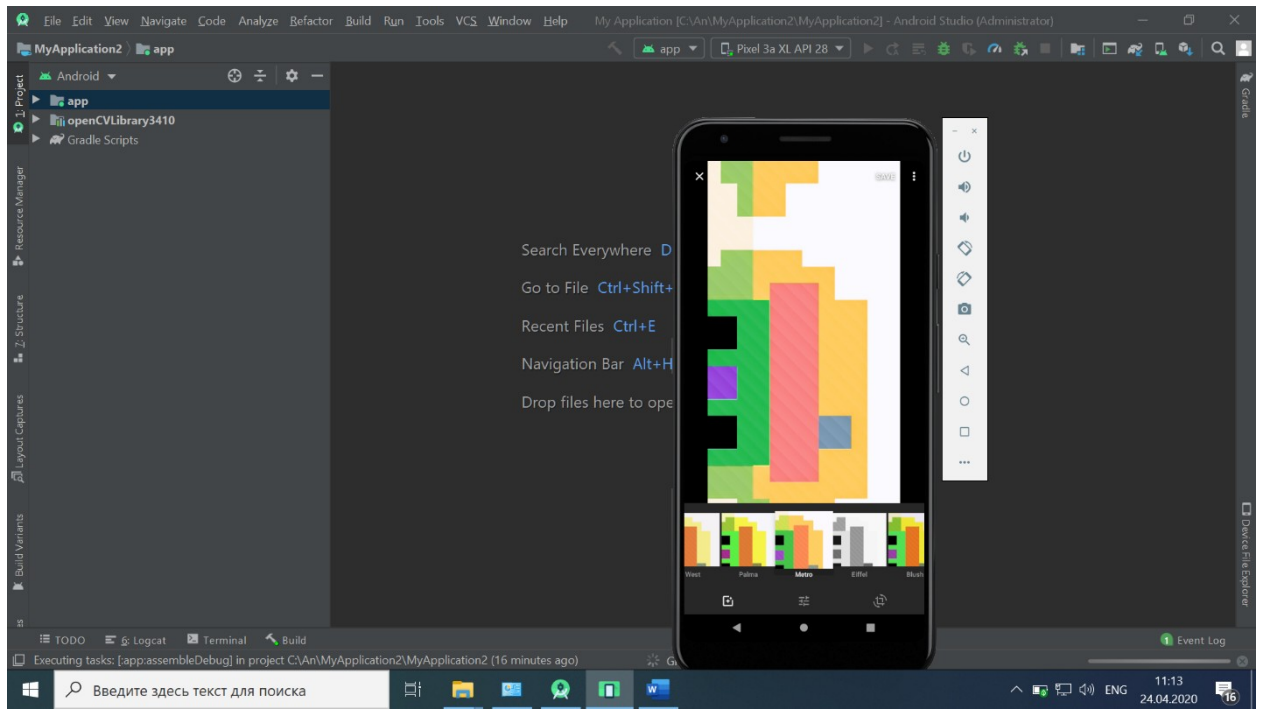 File Edit View Navigate Code Analyze Refactor Build Run Tools VCS Window Help My Application [C:\An\MyApplication2\MyApplication2] - Android Studio (Administrator)
MyApplication2 app app Pixel 3a XL API 28
Android
app
openCVLibrary3410
Gradle Scripts
1: Project
Resource Manager
Z: Structure
Layout Captures
Build Variants
Gradle
Device File Explorer
Search Everywhere D
Go to File Ctrl+Shift+
Recent Files Ctrl+E
Navigation Bar Alt+H
Drop files here to ope
SAVE
West Palma Metro Eiffel Blush
TODO 6: Logcat Terminal Build 1 Event Log
Executing tasks: [:app:assembleDebug] in project C:\An\MyApplication2\MyApplication2 (16 minutes ago) G
Введите здесь текст для поиска
W
ENG
11:13
24.04.2020
16